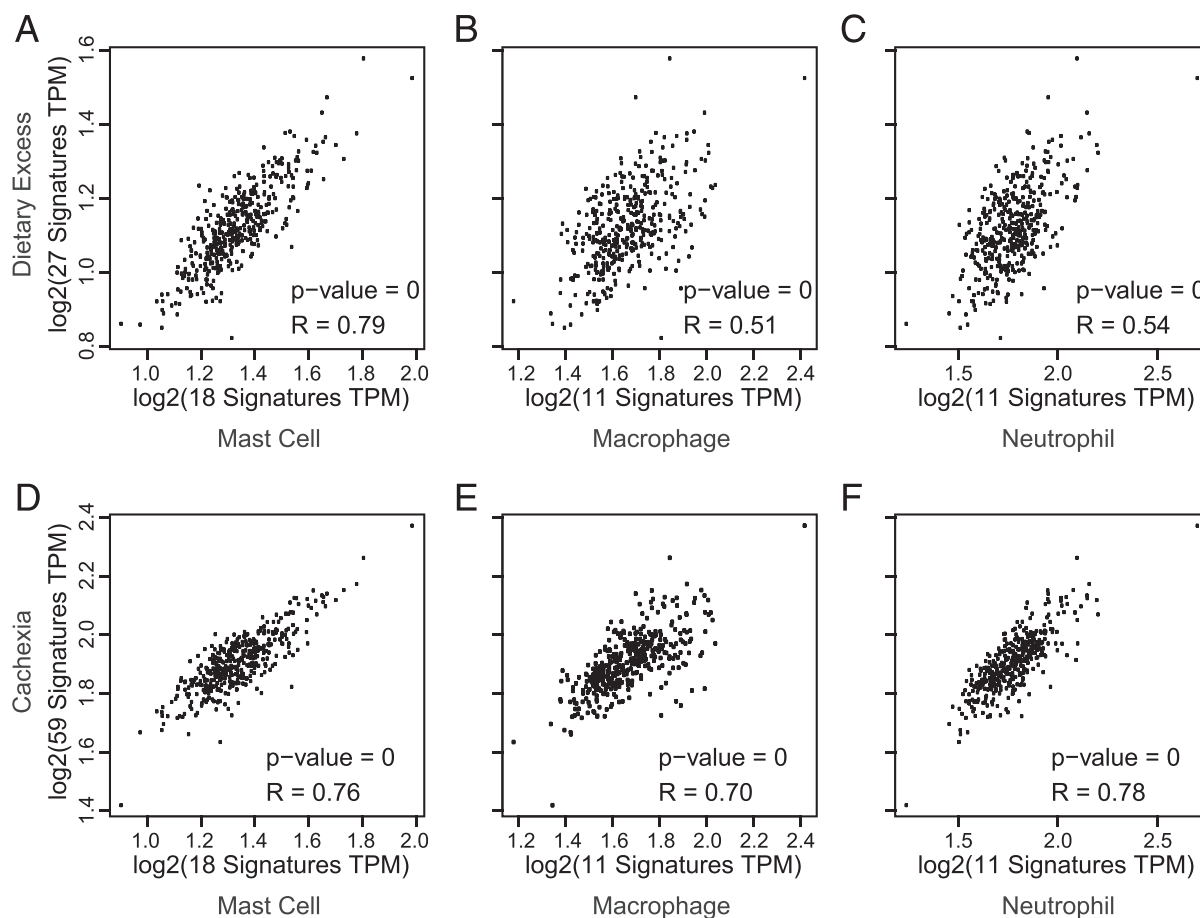 A
B
C
Dietary Excess
log2(27 Signatures TPM)
1.6
1.4
1.2
1.0
0.8
p−value = 0
R = 0.79
p−value = 0
R = 0.51
p−value = 0
R = 0.54
1.0 1.2 1.4 1.6 1.8 2.0
1.2 1.4 1.6 1.8 2.0 2.2 2.4
1.5 2.0 2.5
log2(18 Signatures TPM)
log2(11 Signatures TPM)
log2(11 Signatures TPM)
Mast Cell
Macrophage
Neutrophil
D
E
F
Cachexia
log2(59 Signatures TPM)
2.4
2.2
2.0
1.8
1.6
1.4
p−value = 0
R = 0.76
p−value = 0
R = 0.70
p−value = 0
R = 0.78
1.0 1.2 1.4 1.6 1.8 2.0
1.2 1.4 1.6 1.8 2.0 2.2 2.4
1.5 2.0 2.5
log2(18 Signatures TPM)
log2(11 Signatures TPM)
log2(11 Signatures TPM)
Mast Cell
Macrophage
Neutrophil